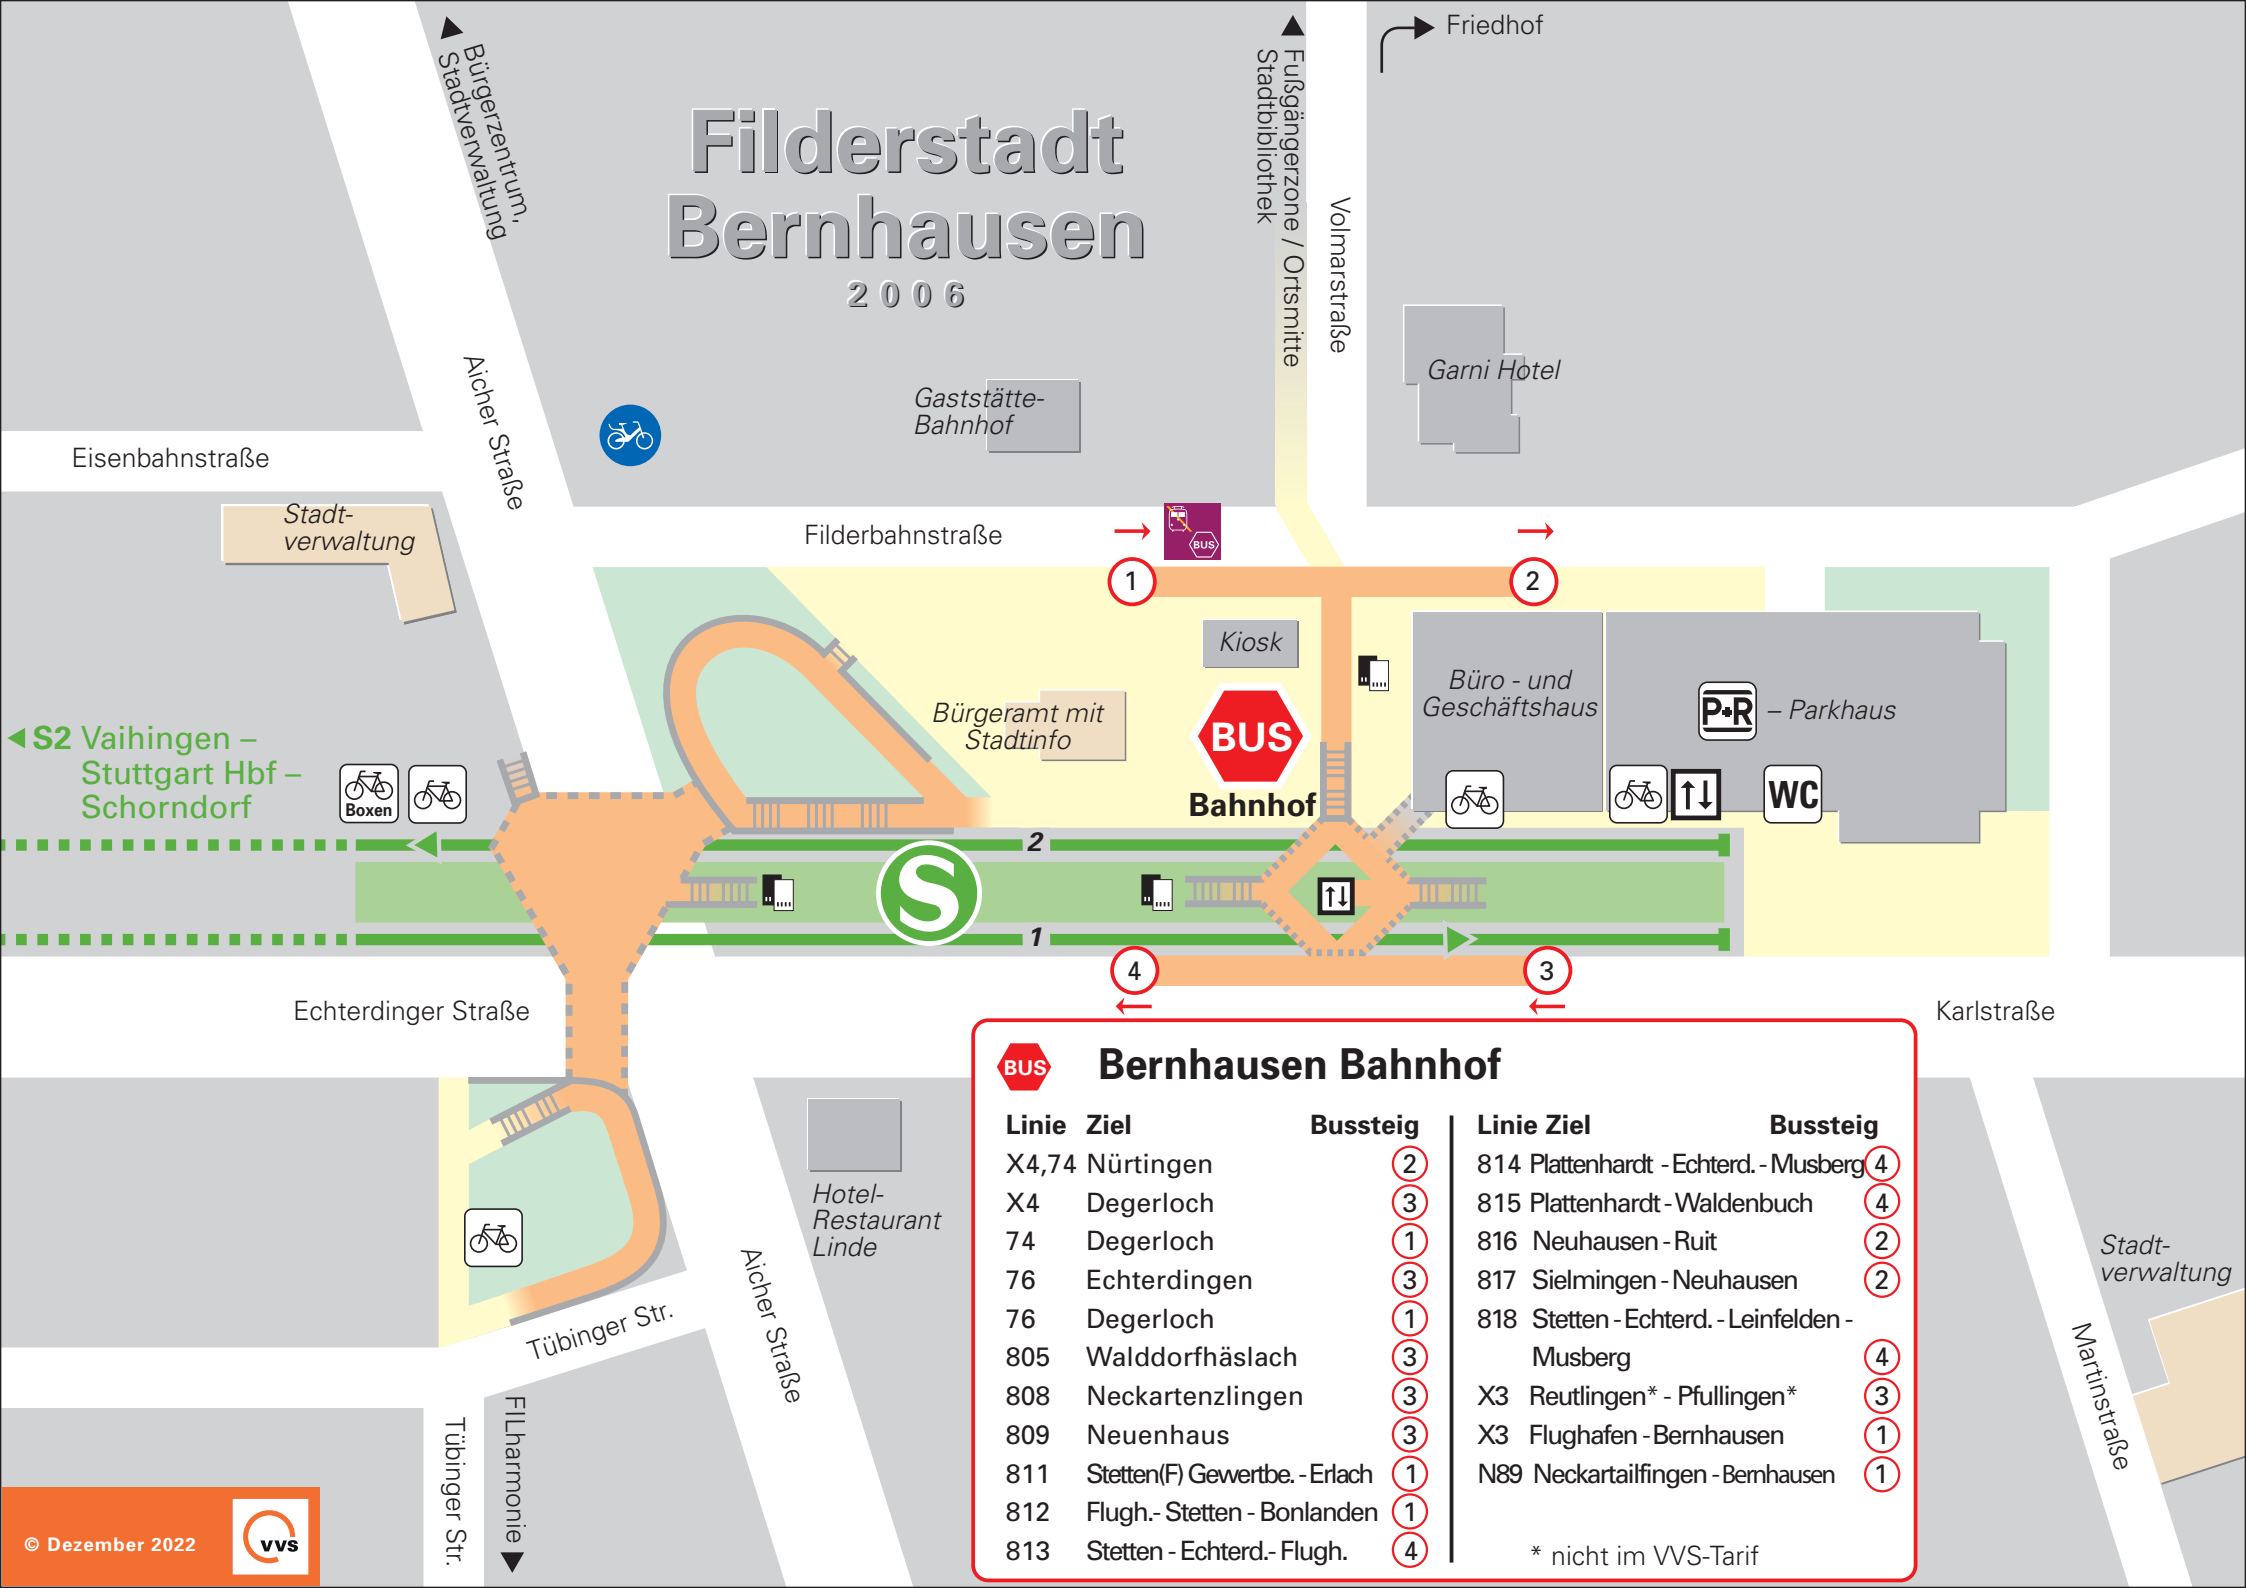 Bürgerzentrum,
Stadtverwaltung
Fußgängerzone / Ortsmitte
Stadtbibliothek
Friedhof
Filderstadt
Bernhausen
2006
Volmarstraße
Aicher Straße
Gaststätte-
Bahnhof
Garni Hotel
Eisenbahnstraße
Stadt-
verwaltung
Filderbahnstraße
BUS
1
2
Kiosk
Bürgeramt mit
Stadtinfo
BUS
Bahnhof
Büro - und
Geschäftshaus
P+R – Parkhaus
WC
S2 Vaihingen –
Stuttgart Hbf –
Schorndorf
Boxen
2
S
1
4
3
Echterdinger Straße
Karlstraße
Hotel-
Restaurant
Linde
Tübinger Str.
Aicher Straße
Tübinger Str.
FILharmonie
Stadt-
verwaltung
Martinstraße
BUS Bernhausen Bahnhof
Linie Ziel Bussteig
X4,74 Nürtingen 2
X4 Degerloch 3
74 Degerloch 1
76 Echterdingen 3
76 Degerloch 1
805 Walddorfhäslach 3
808 Neckartenzlingen 3
809 Neuenhaus 3
811 Stetten(F) Gewertbe. - Erlach 1
812 Flugh.- Stetten - Bonlanden 1
813 Stetten - Echterd.- Flugh. 4
Linie Ziel Bussteig
814 Plattenhardt - Echterd. - Musberg 4
815 Plattenhardt - Waldenbuch 4
816 Neuhausen - Ruit 2
817 Sielmingen - Neuhausen 2
818 Stetten - Echterd. - Leinfelden -
Musberg 4
X3 Reutlingen* - Pfullingen* 3
X3 Flughafen - Bernhausen 1
N89 Neckartailfingen - Bernhausen 1
* nicht im VVS-Tarif
© Dezember 2022
vvs